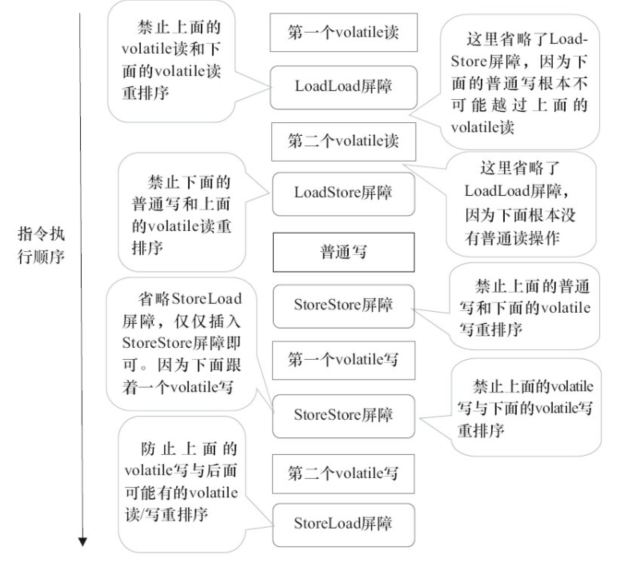 禁止上面的
volatile读和下
面的volatile读
重排序
第一个volatile读
这里省略了Load-
Store屏障，因为下
面的普通写根本不
可能越过上面的
volatile读
LoadLoad屏障
第二个volatile读
这里省略了
LoadLoad屏障，
因为下面根本没
有普通读操作
禁止下面的
普通写和上面
的volatile读重
排序
LoadStore屏障
指令执
行顺序
普通写
禁止上面的普通
写和下面的volatile
写重排序
省略StoreLoad
屏障，仅仅插入
StoreStore屏障即
可。因为下面跟
着一个volatile写
StoreStore屏障
第一个volatile写
禁止上面的volatile
写与下面的volatile写
重排序
StoreStore屏障
防止上面的
volatile写与后面
可能有的volatile
读/写重排序
第二个volatile写
StoreLoad屏障